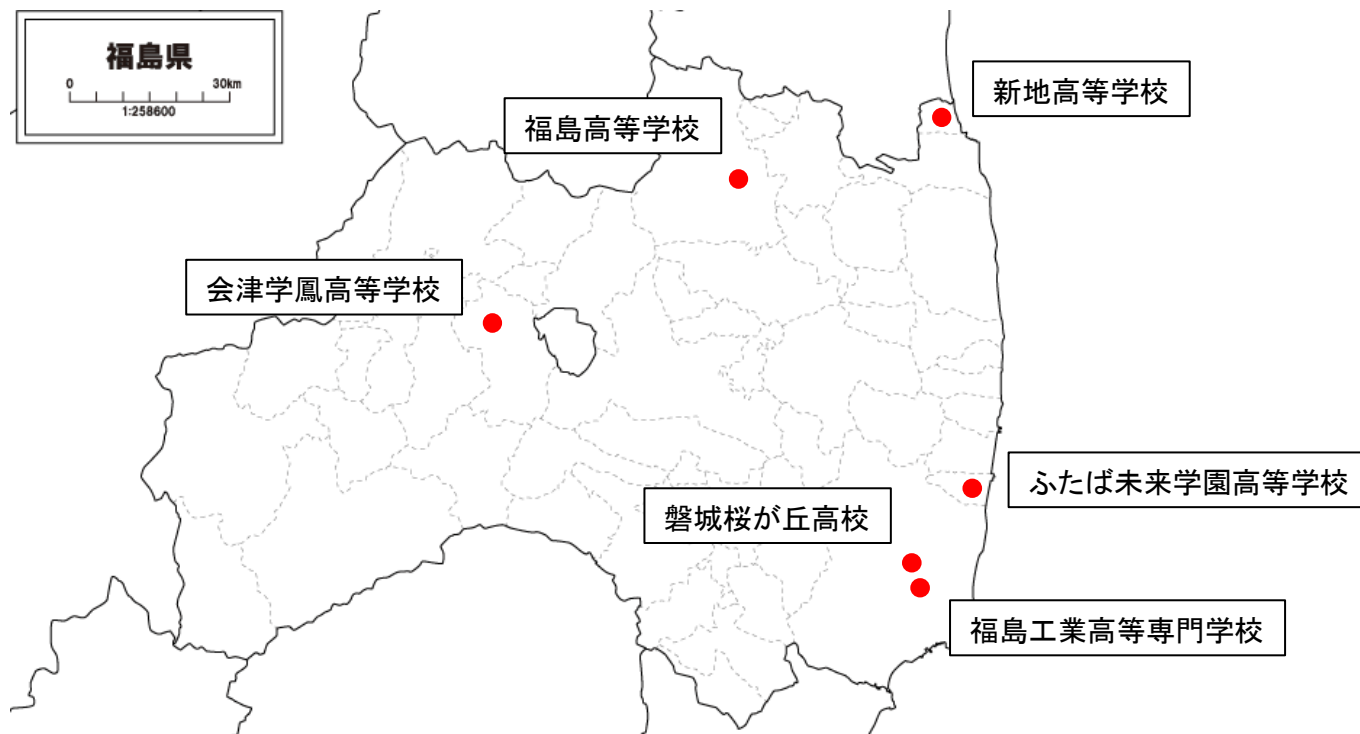 福島県
0 30km
1:258600
新地高等学校
福島高等学校
会津学鳳高等学校
ふたば未来学園高等学校
磐城桜が丘高校
福島工業高等専門学校